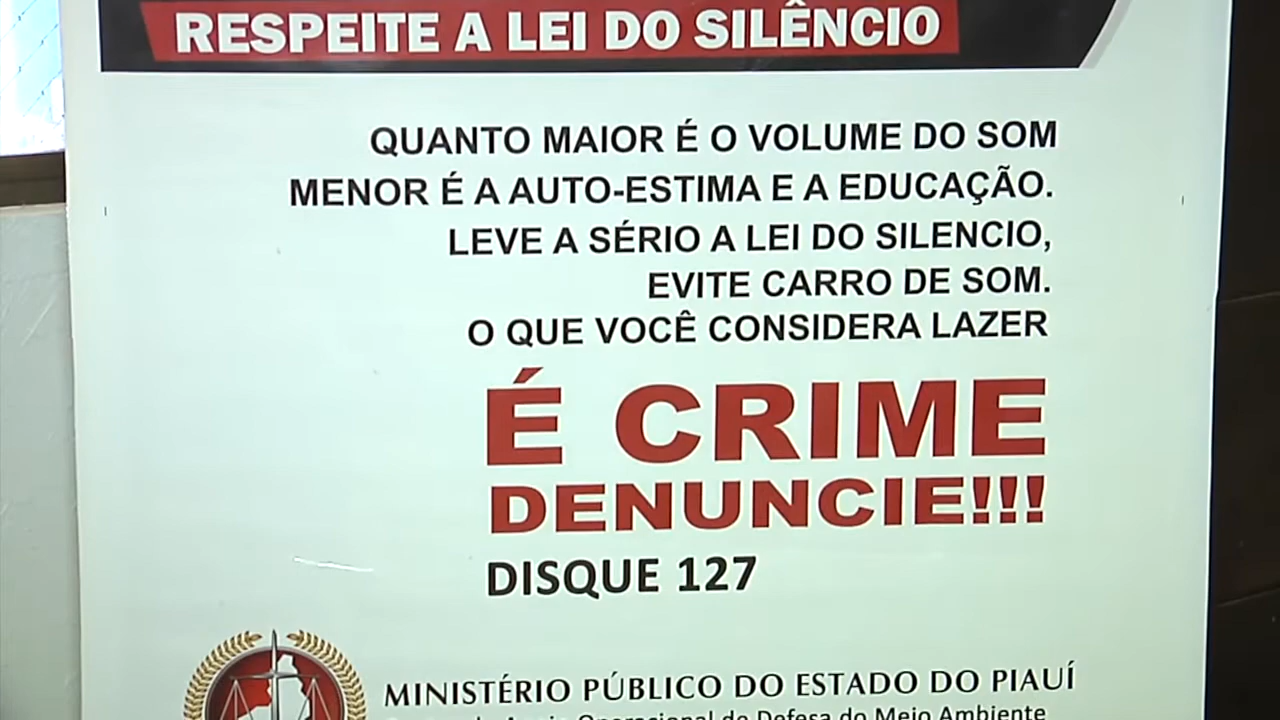 RESPEITE A LEI DO SILÊNCIO
QUANTO MAIOR É O VOLUME DO SOM
MENOR É A AUTO-ESTIMA E A EDUCAÇÃO.
LEVE A SÉRIO A LEI DO SILENCIO,
EVITE CARRO DE SOM.
O QUE VOCÊ CONSIDERA LAZER
É CRIME
DENUNCIE!!!
DISQUE 127
MINISTÉRIO PÚBLICO DO ESTADO DO PIAUÍ
de Apoio Operacional de Defesa do Meio Ambiente